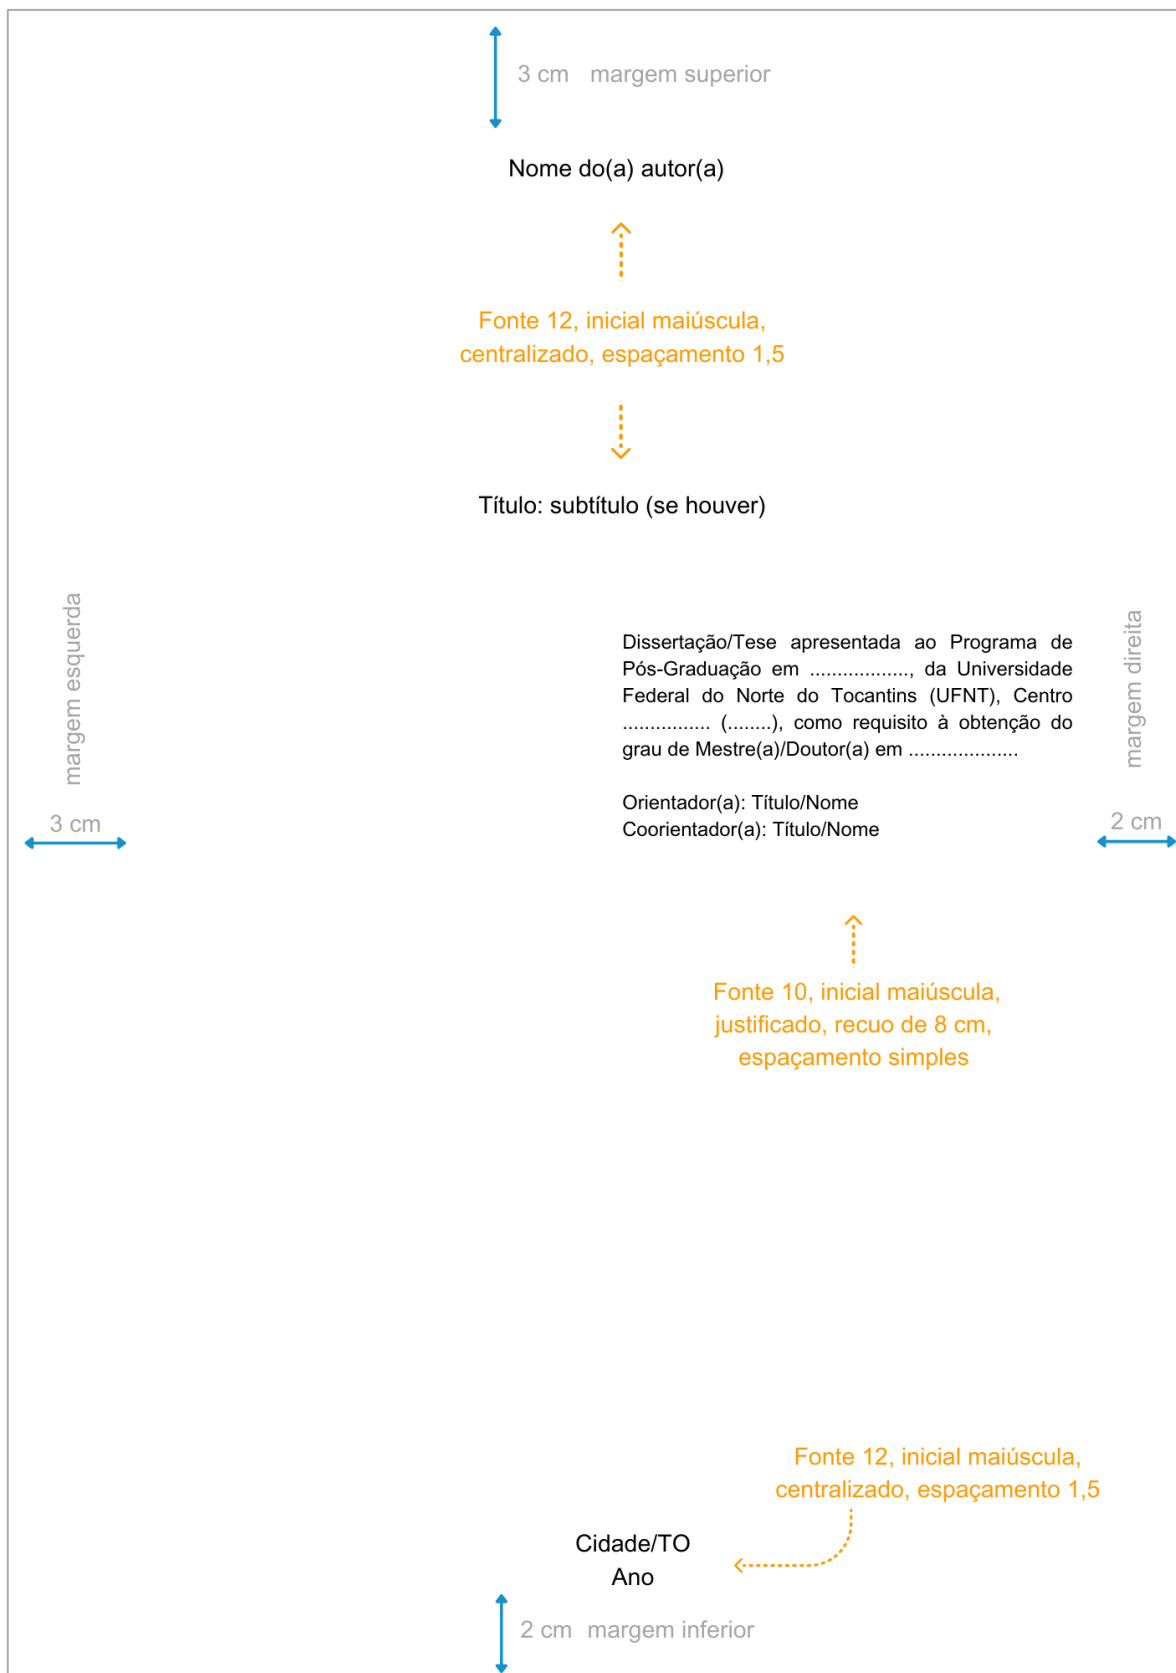 3 cm margem superior
Nome do(a) autor(a)
Fonte 12, inicial maiúscula,
centralizado, espaçamento 1,5
Título: subtítulo (se houver)
margem esquerda
3 cm
Dissertação/Tese apresentada ao Programa de
Pós-Graduação em .................., da Universidade
Federal do Norte do Tocantins (UFNT), Centro
................ (........), como requisito à obtenção do
grau de Mestre(a)/Doutor(a) em ....................
Orientador(a): Título/Nome
Coorientador(a): Título/Nome
margem direita
2 cm
Fonte 10, inicial maiúscula,
justificado, recuo de 8 cm,
espaçamento simples
Fonte 12, inicial maiúscula,
centralizado, espaçamento 1,5
Cidade/TO
Ano
2 cm margem inferior